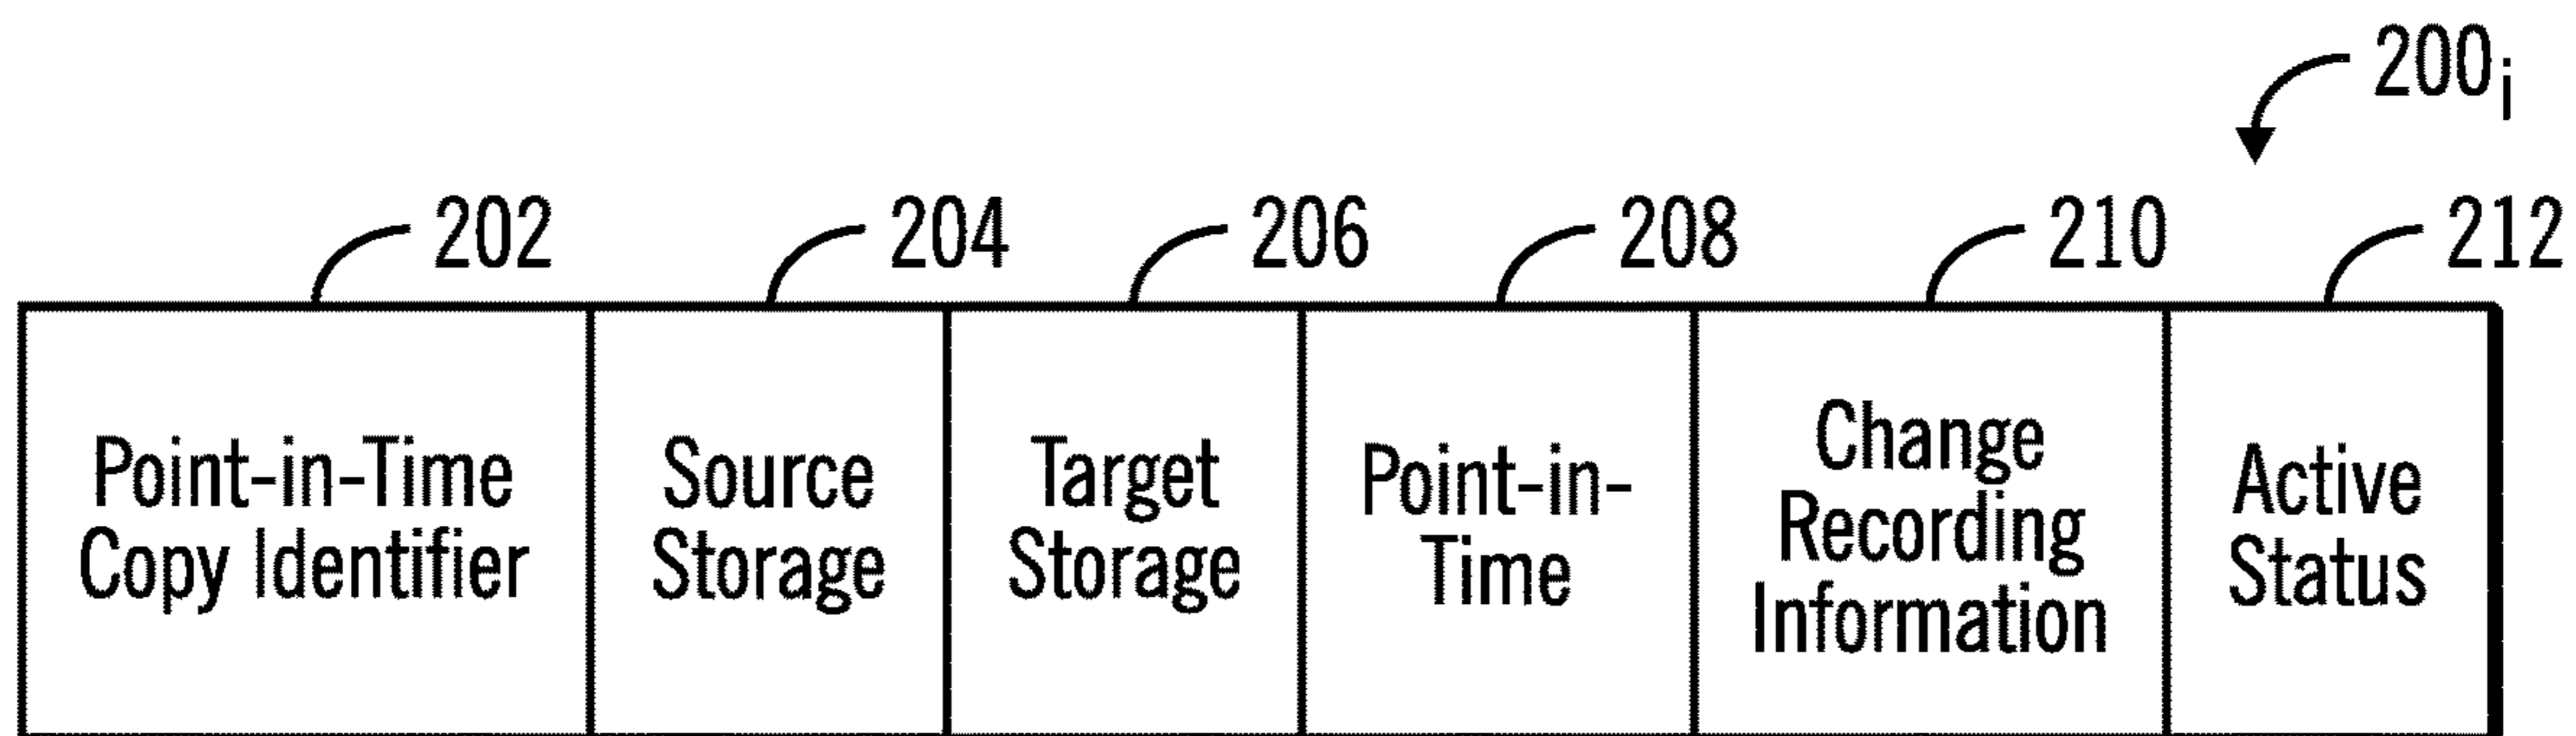 200i
202 204 206 208 210 212
Point-in-Time
Copy Identifier
Source
Storage
Target
Storage
Point-in-
Time
Change
Recording
Information
Active
Status